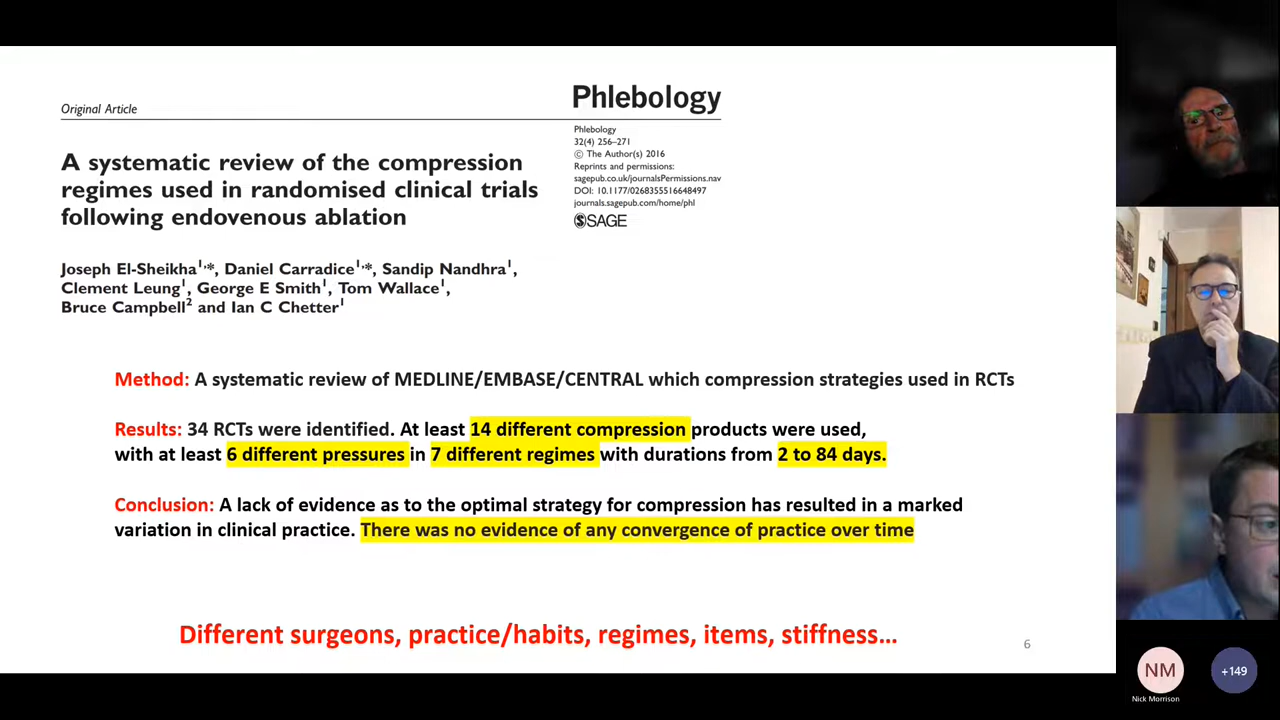 Original Article
Phlebology
Phlebology
32(4) 256–271
© The Author(s) 2016
Reprints and permissions:
sagepub.co.uk/journalsPermissions.nav
DOI: 10.1177/0268355516648497
journals.sagepub.com/home/phl
SAGE
A systematic review of the compression
regimes used in randomised clinical trials
following endovenous ablation
Joseph El-Sheikha1,*, Daniel Carradice1,*, Sandip Nandhra1,
Clement Leung1, George E Smith1, Tom Wallace1,
Bruce Campbell2 and Ian C Chetter1
Method: A systematic review of MEDLINE/EMBASE/CENTRAL which compression strategies used in RCTs
Results: 34 RCTs were identified. At least 14 different compression products were used,
with at least 6 different pressures in 7 different regimes with durations from 2 to 84 days.
Conclusion: A lack of evidence as to the optimal strategy for compression has resulted in a marked
variation in clinical practice. There was no evidence of any convergence of practice over time
Different surgeons, practice/habits, regimes, items, stiffness...
6
NM
+149
Nick Morrison